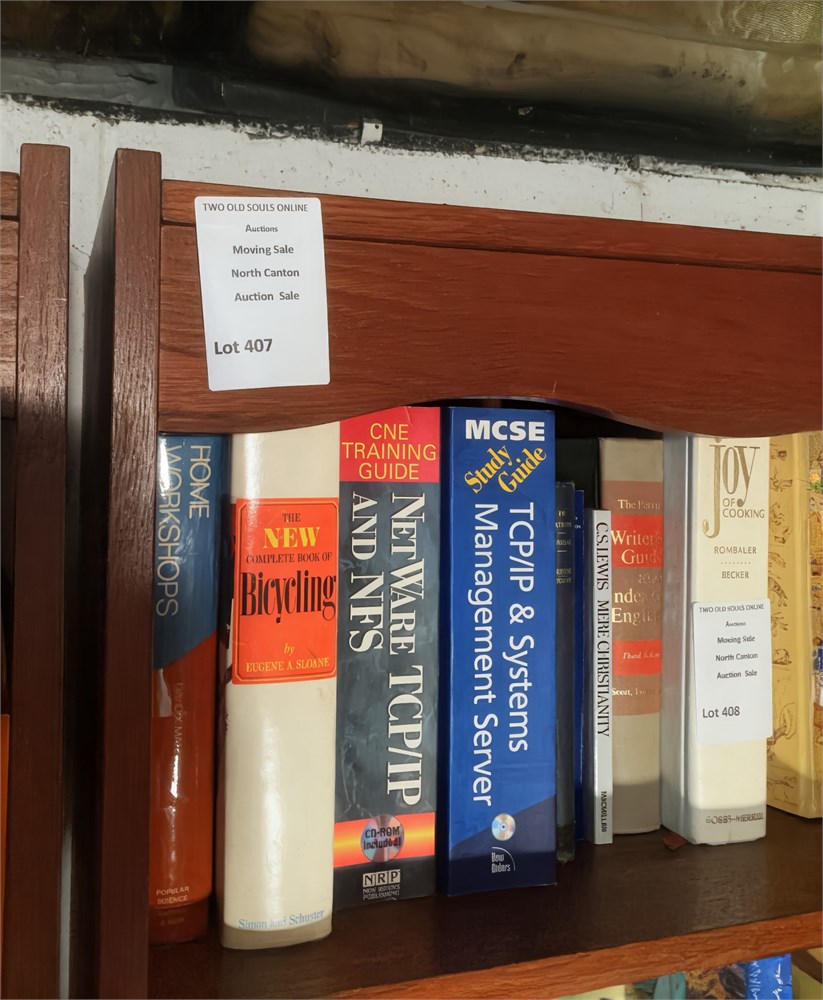 TWO OLD SOULS ONLINE
Auctions
Moving Sale
North Canton
Auction Sale
Lot 407
HOME
WORKSHOPS
POPULAR
SCIENCE
THE
NEW
COMPLETE BOOK OF
Bicycling
by
EUGENE A. SLOANE
Simon and Schuster
CNE
TRAINING
GUIDE
NETWARE TCP/IP
AND NFS
CD-ROM
Included!
NRP
NEW RIDERS
PUBLISHING
MCSE
Study
Guide
TCP/IP & Systems
Management Server
New
Riders
C.S. LEWIS MERE CHRISTIANITY
MACMILLAN
The Perrin
Writer's
Guide
English
Joy
OF
COOKING
ROMBAUER
BECKER
TWO OLD SOULS ONLINE
Auctions
Moving Sale
North Canton
Auction Sale
Lot 408